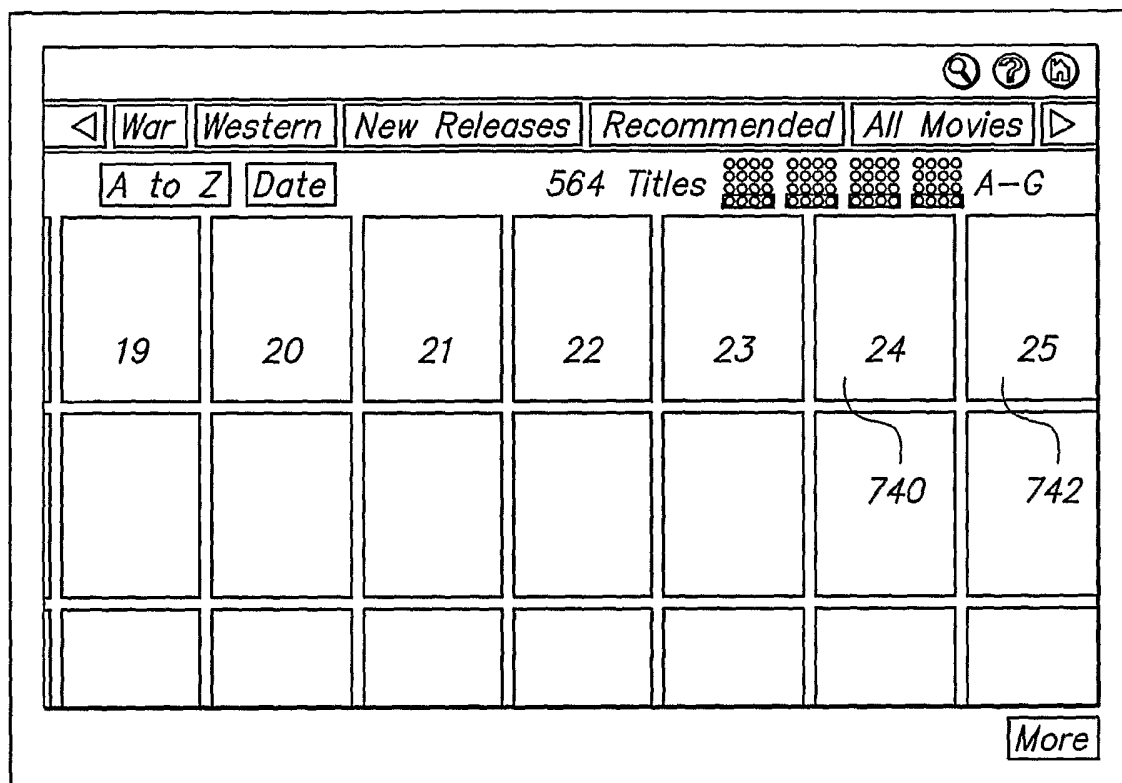 War Western New Releases Recommended All Movies
A to Z Date 564 Titles A-G
19 20 21 22 23 24 25
740 742
More